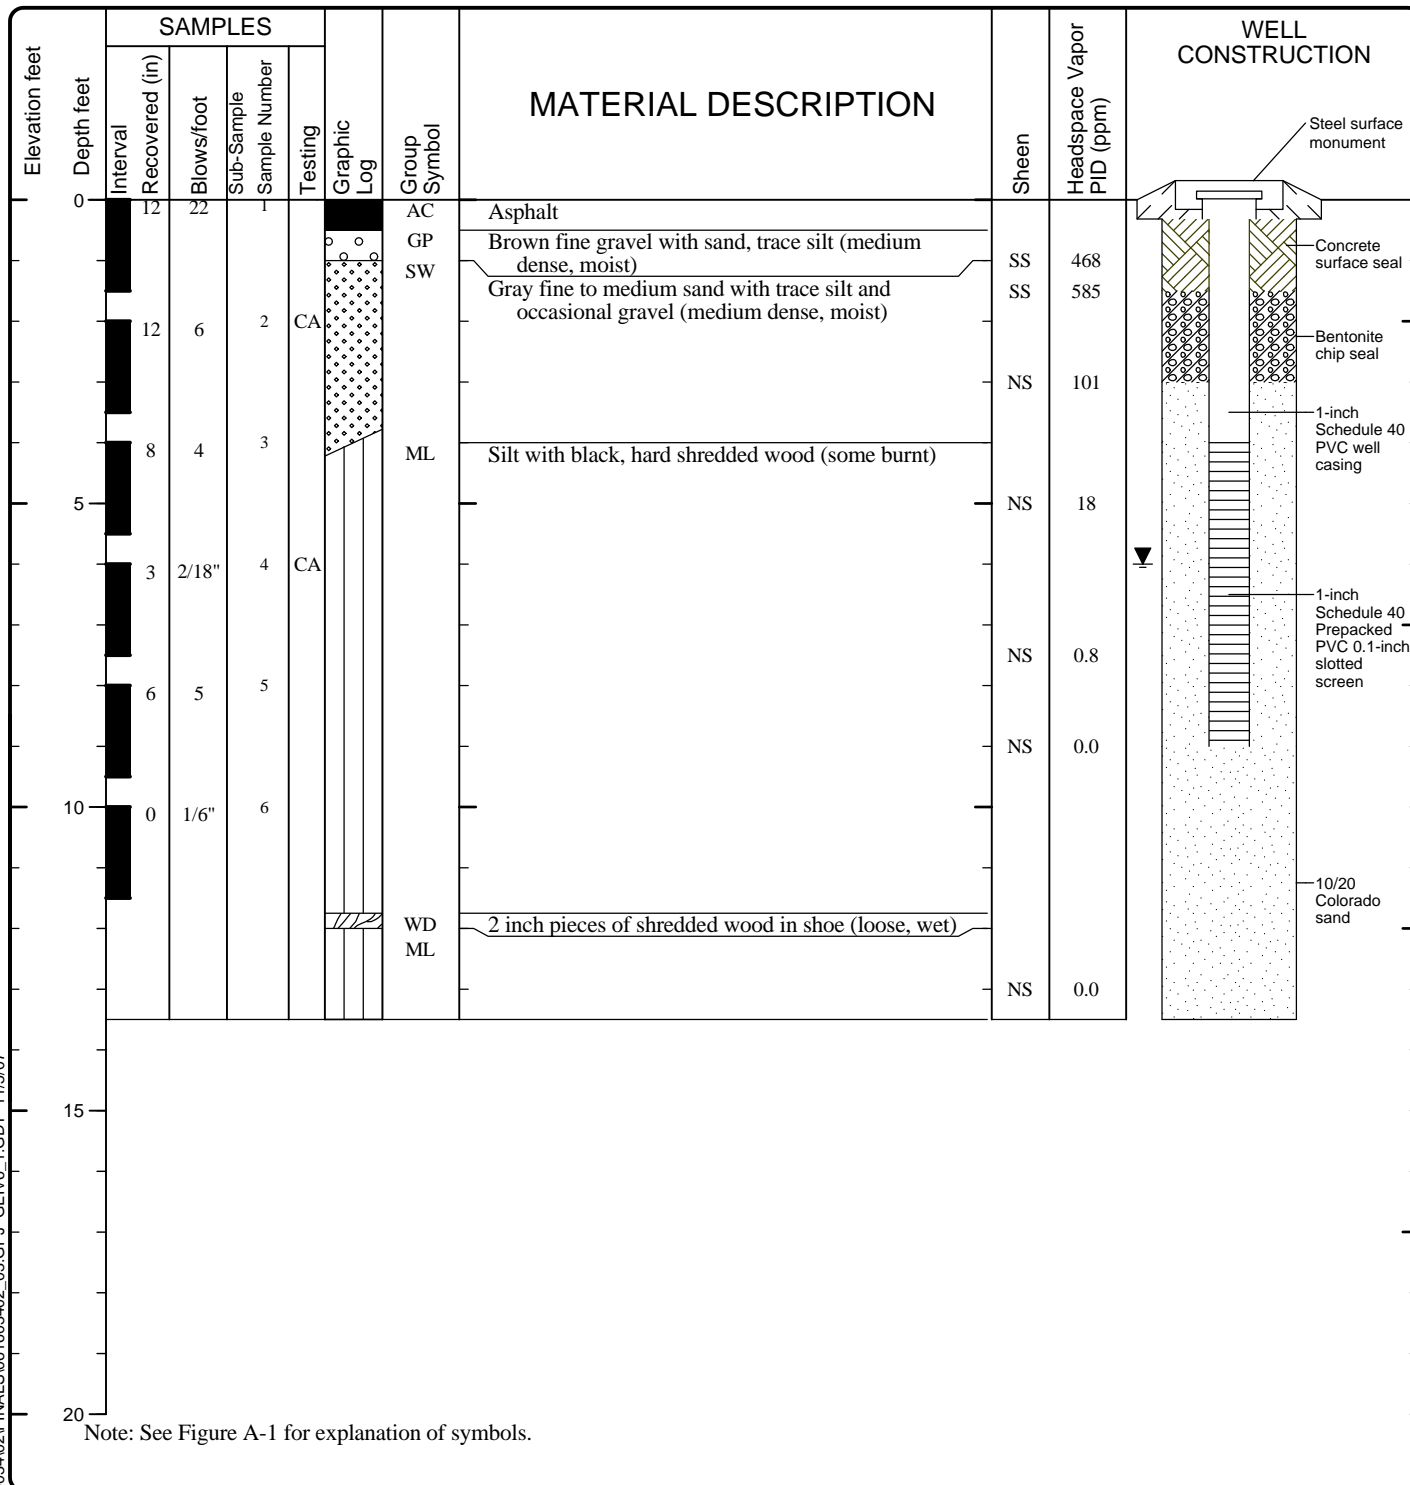 SAMPLES
Elevation feet
Depth feet
Interval
Recovered (in)
Blows/foot
Sub-Sample
Sample Number
Testing
Graphic
Log
Group
Symbol
MATERIAL DESCRIPTION
Sheen
Headspace Vapor
PID (ppm)
WELL
CONSTRUCTION
Steel surface
monument
0
12 22 1
AC Asphalt
GP Brown fine gravel with sand, trace silt (medium
dense, moist)
SS 468
Concrete
surface seal
SW Gray fine to medium sand with trace silt and
occasional gravel (medium dense, moist)
SS 585
12 6 2 CA
Bentonite
chip seal
NS 101
1-inch
Schedule 40
PVC well
casing
8 4 3
ML Silt with black, hard shredded wood (some burnt)
5
NS 18
3 2/18" 4 CA
1-inch
Schedule 40
Prepacked
PVC 0.1-inch
slotted
screen
NS 0.8
6 5 5
NS 0.0
10
0 1/6" 6
10/20
Colorado
sand
WD 2 inch pieces of shredded wood in shoe (loose, wet)
ML
NS 0.0
15
20
Note: See Figure A-1 for explanation of symbols.